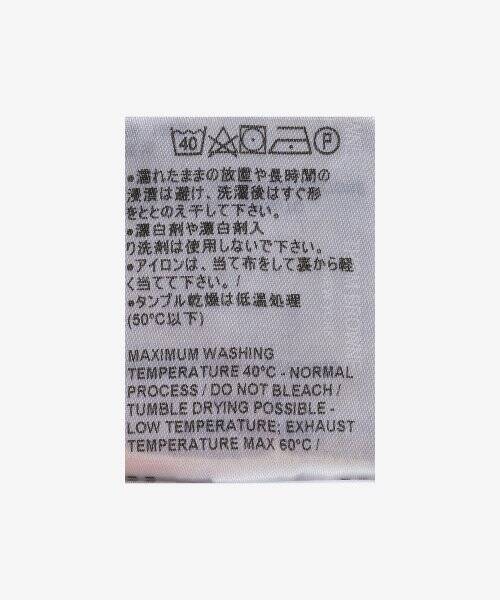 40 P
•濡れたままの放置や長時間の
浸漬は避け、洗濯後はすぐ形
をととのえ干して下さい。
•漂白剤や漂白剤入
り洗剤は使用しないで下さい。
•アイロンは、当て布をして裏から軽
く当てて下さい。/
•タンブル乾燥は低温処理
(50℃以下)
MAXIMUM WASHING
TEMPERATURE 40°C - NORMAL
PROCESS / DO NOT BLEACH /
TUMBLE DRYING POSSIBLE -
LOW TEMPERATURE; EXHAUST
TEMPERATURE MAX 60°C /